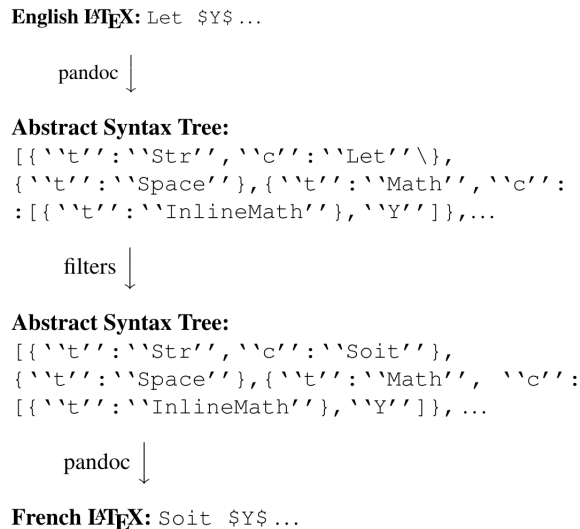 English LATEX: Let $Y$...
pandoc
Abstract Syntax Tree:
[{``t'':``Str'',``c'':``Let''\},
{``t'':``Space''},{``t'':``Math'',``c'':
:[{``t'':``InlineMath''},``Y'']},...
filters
Abstract Syntax Tree:
[{``t'':``Str'',``c'':``Soit''},
{``t'':``Space''},{``t'':``Math'', ``c'':
[{``t'':``InlineMath''},``Y'']},...
pandoc
French LATEX: Soit $Y$...